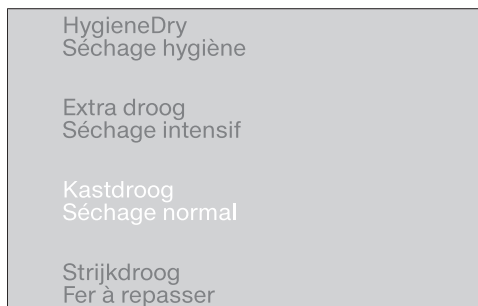 HygieneDry
Séchage hygiène
Extra droog
Séchage intensif
Kastdroog
Séchage normal
Strijkdroog
Fer à repasser